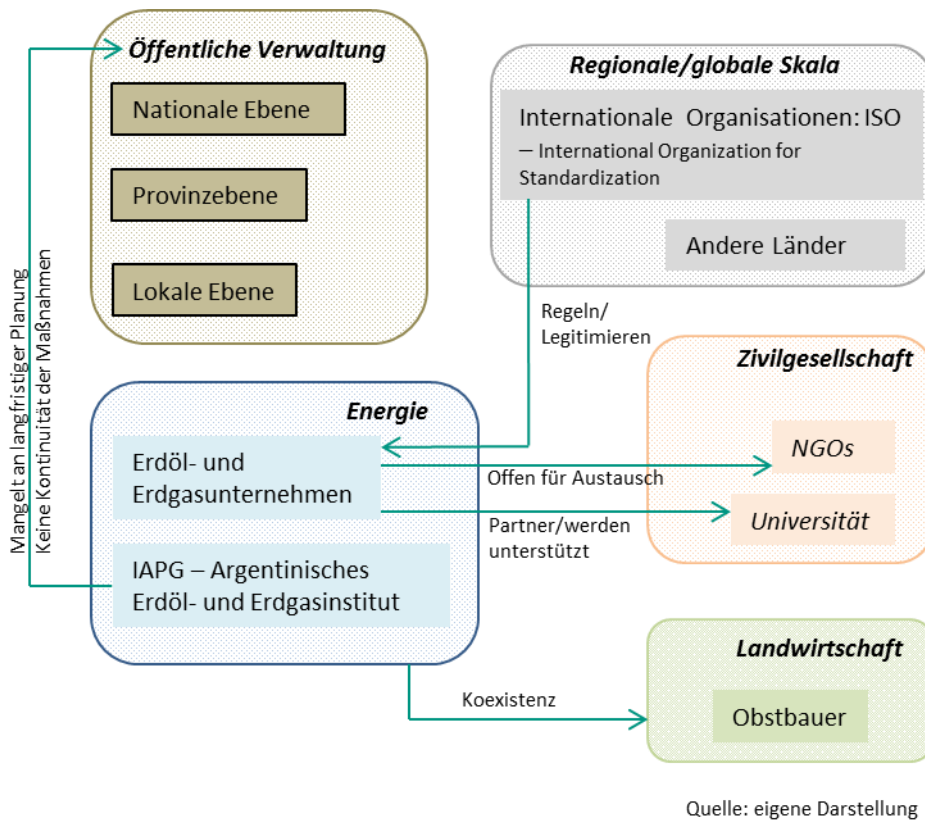 Öffentliche Verwaltung
Nationale Ebene
Provinzebene
Lokale Ebene
Regionale/globale Skala
Internationale Organisationen: ISO
– International Organization for
Standardization
Andere Länder
Mangelt an langfristiger Planung
Keine Kontinuität der Maßnahmen
Regeln/
Legitimieren
Energie
Erdöl- und
Erdgasunternehmen
IAPG – Argentinisches
Erdöl- und Erdgasinstitut
Offen für Austausch
Partner/werden
unterstützt
Zivilgesellschaft
NGOs
Universität
Koexistenz
Landwirtschaft
Obstbauer
Quelle: eigene Darstellung